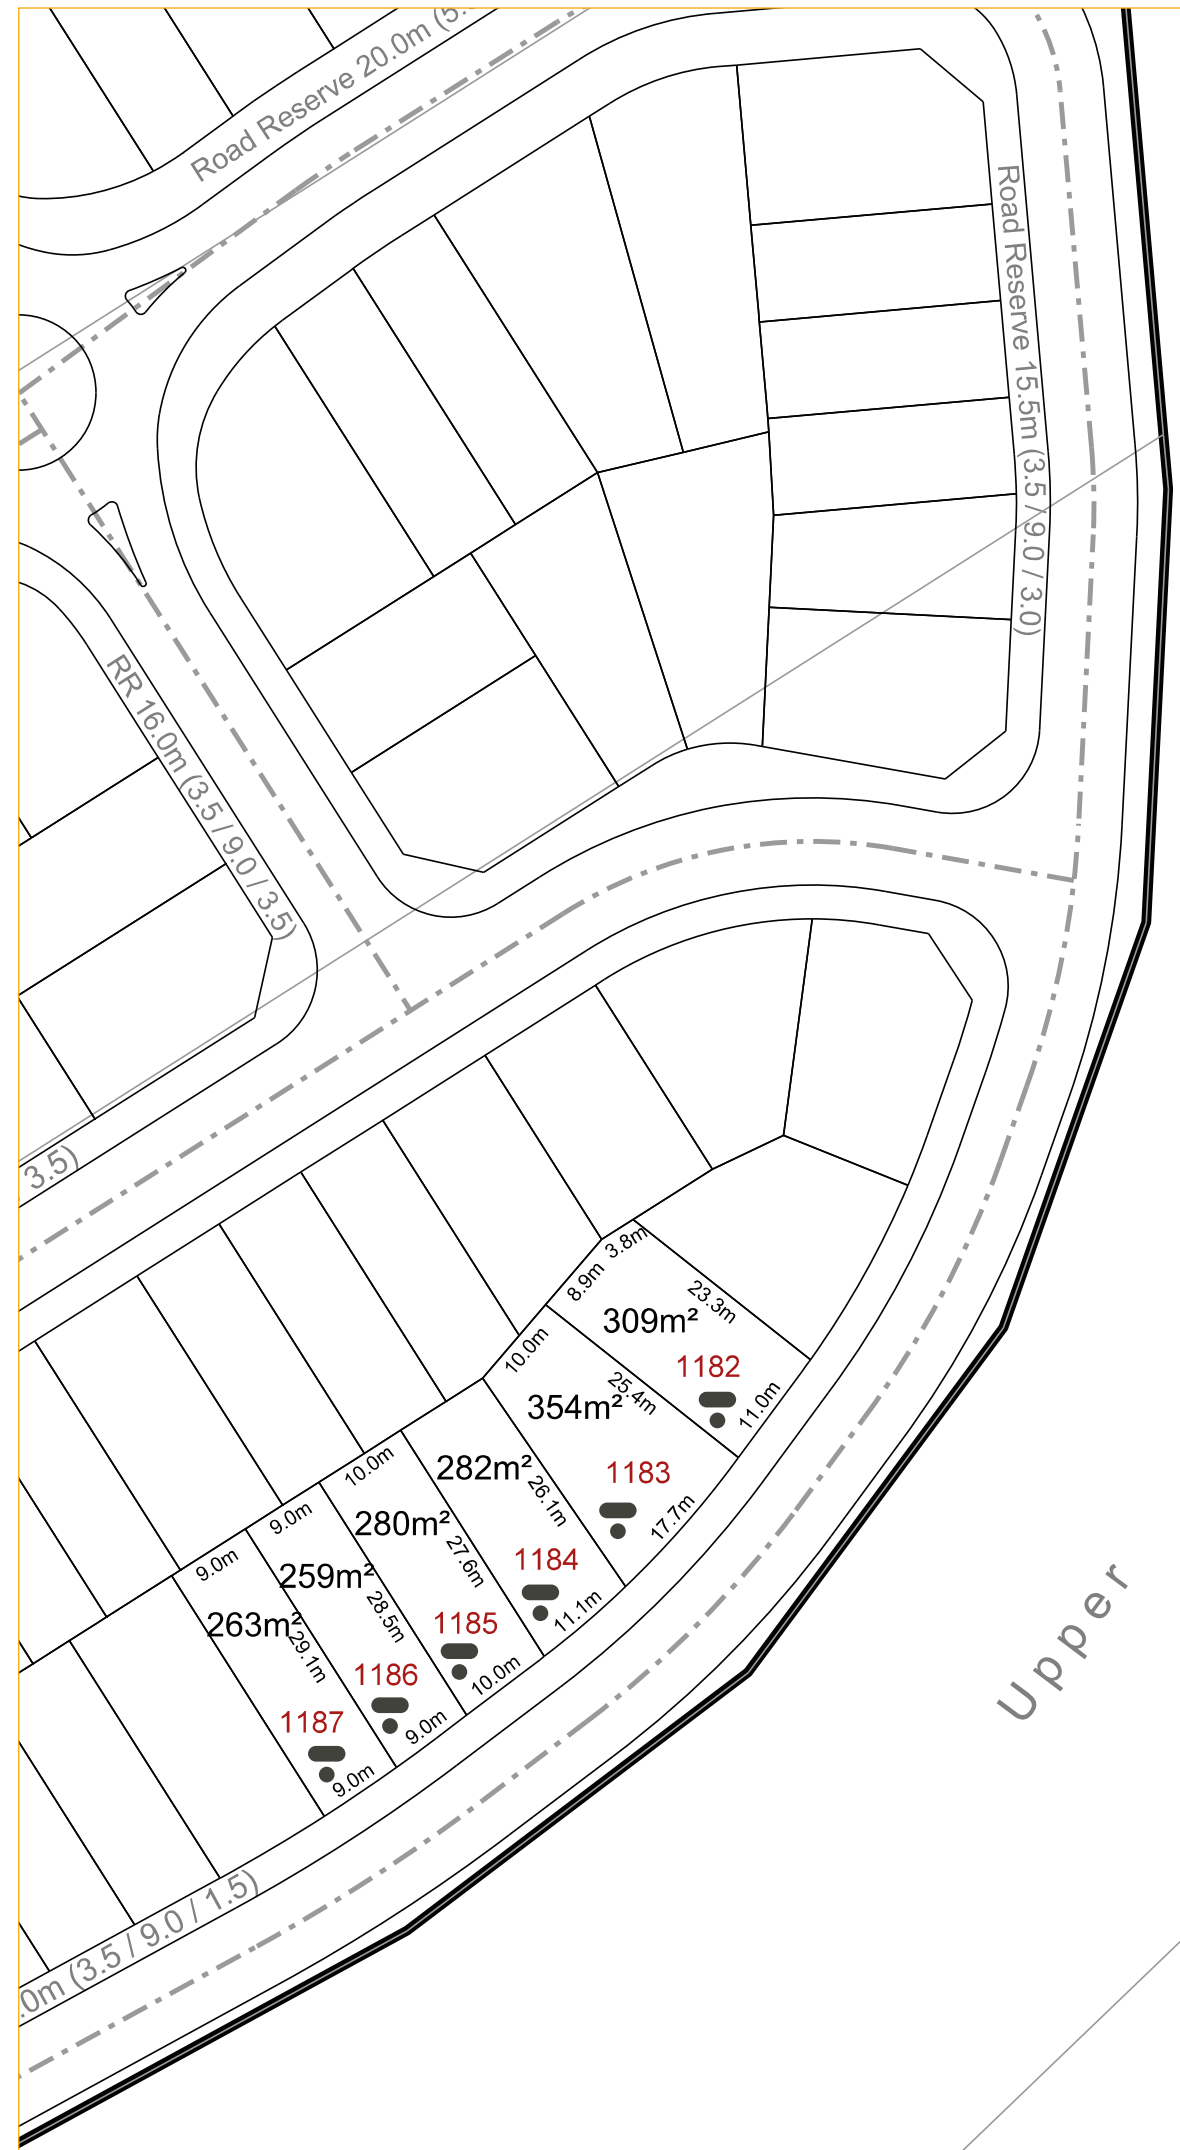 Road Reserve 20.0m (5.
Road Reserve 15.5m (3.5 / 9.0 / 3.0)
RR 16.0m (3.5 / 9.0 / 3.5)
3.5)
3.8m
8.9m
23.3m
309m²
1182
11.0m
10.0m
25.4m
354m²
1183
17.7m
282m²
26.1m
1184
11.1m
10.0m
280m²
27.6m
1185
10.0m
9.0m
259m²
28.5m
1186
9.0m
9.0m
263m²
29.1m
1187
9.0m
.0m (3.5 / 9.0 / 1.5)
Upper